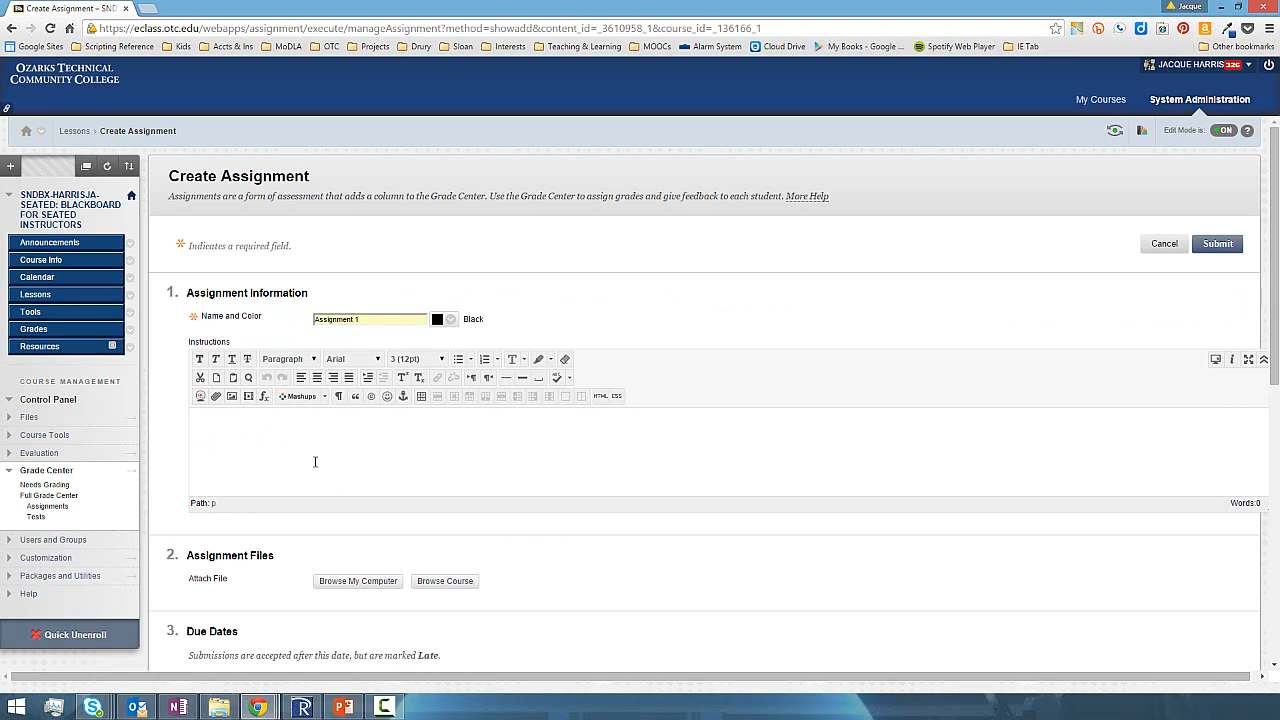 Create Assignment – SND
Jacque
https://eclass.otc.edu/webapps/assignment/execute/manageAssignment?method=showadd&content_id=_3610958_1&course_id=_136166_1
Google Sites Scripting Reference Kids Accts & Ins MoDLA OTC Projects Drury Sloan Interests Teaching & Learning MOOCs Alarm System Cloud Drive My Books - Google ... Spotify Web Player IE Tab Other bookmarks
OZARKS TECHNICAL
COMMUNITY COLLEGE
JACQUE HARRIS 326
My Courses System Administration
Lessons Create Assignment
Edit Mode is: ON ?
SNDBX-HARRISJA-
SEATED: BLACKBOARD
FOR SEATED
INSTRUCTORS
Announcements
Course Info
Calendar
Lessons
Tools
Grades
Resources
COURSE MANAGEMENT
Control Panel
Files
Course Tools
Evaluation
Grade Center
Needs Grading
Full Grade Center
Assignments
Tests
Users and Groups
Customization
Packages and Utilities
Help
Quick Unenroll
Create Assignment
Assignments are a form of assessment that adds a column to the Grade Center. Use the Grade Center to assign grades and give feedback to each student. More Help
* Indicates a required field.
Cancel Submit
1. Assignment Information
* Name and Color Assignment 1 Black
Instructions
T T T T Paragraph Arial 3 (12pt) T
Mashups HTML CSS
Path: p Words:0
2. Assignment Files
Attach File Browse My Computer Browse Course
3. Due Dates
Submissions are accepted after this date, but are marked Late.